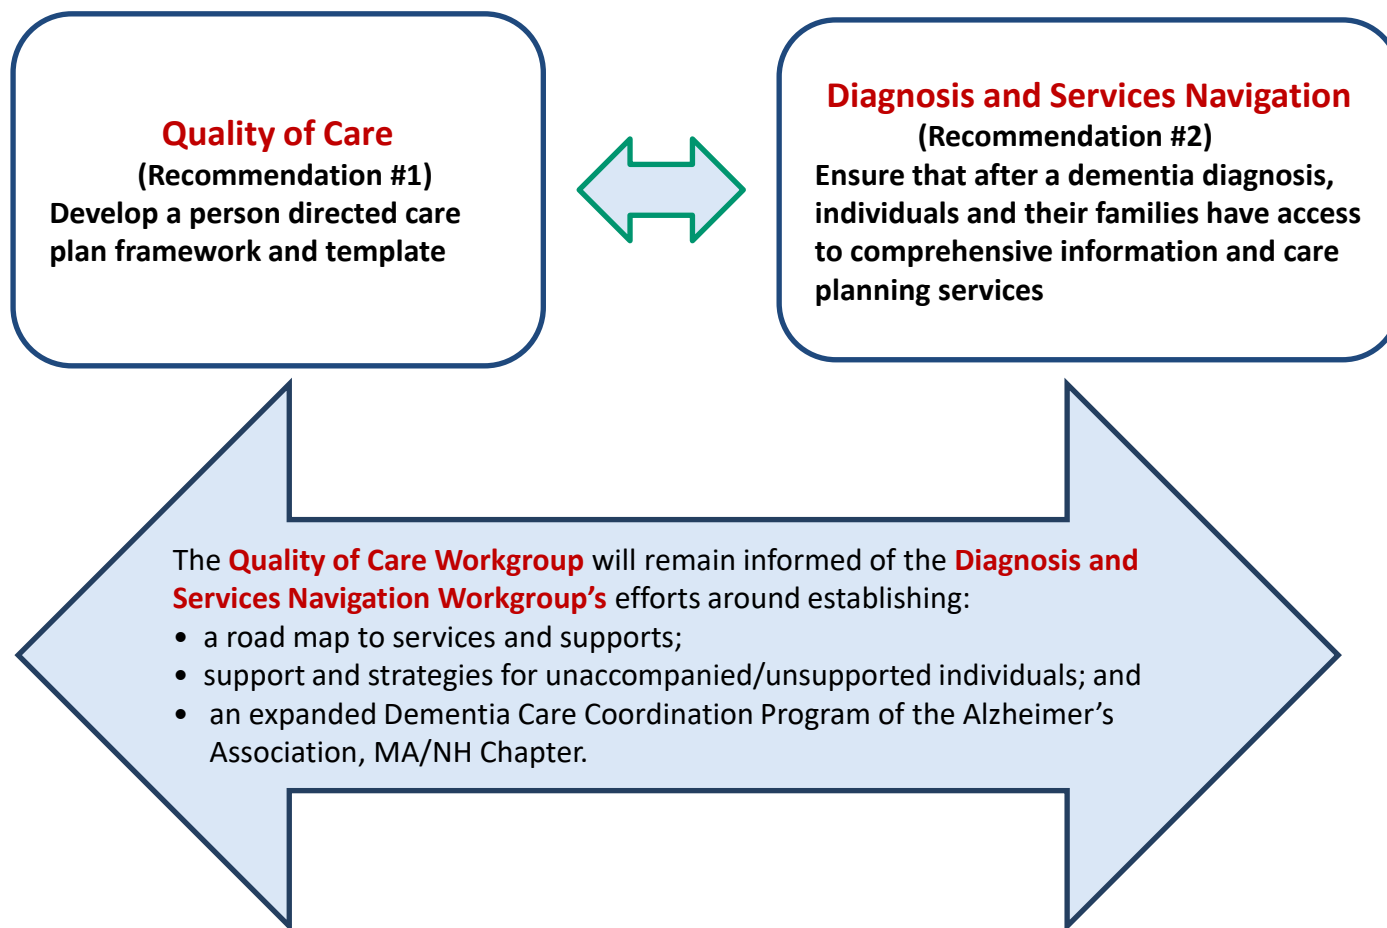 Quality of Care
(Recommendation #1)
Develop a person directed care
plan framework and template
Diagnosis and Services Navigation
(Recommendation #2)
Ensure that after a dementia diagnosis,
individuals and their families have access
to comprehensive information and care
planning services
The Quality of Care Workgroup will remain informed of the Diagnosis and
Services Navigation Workgroup’s efforts around establishing:
• a road map to services and supports;
• support and strategies for unaccompanied/unsupported individuals; and
• an expanded Dementia Care Coordination Program of the Alzheimer’s
Association, MA/NH Chapter.